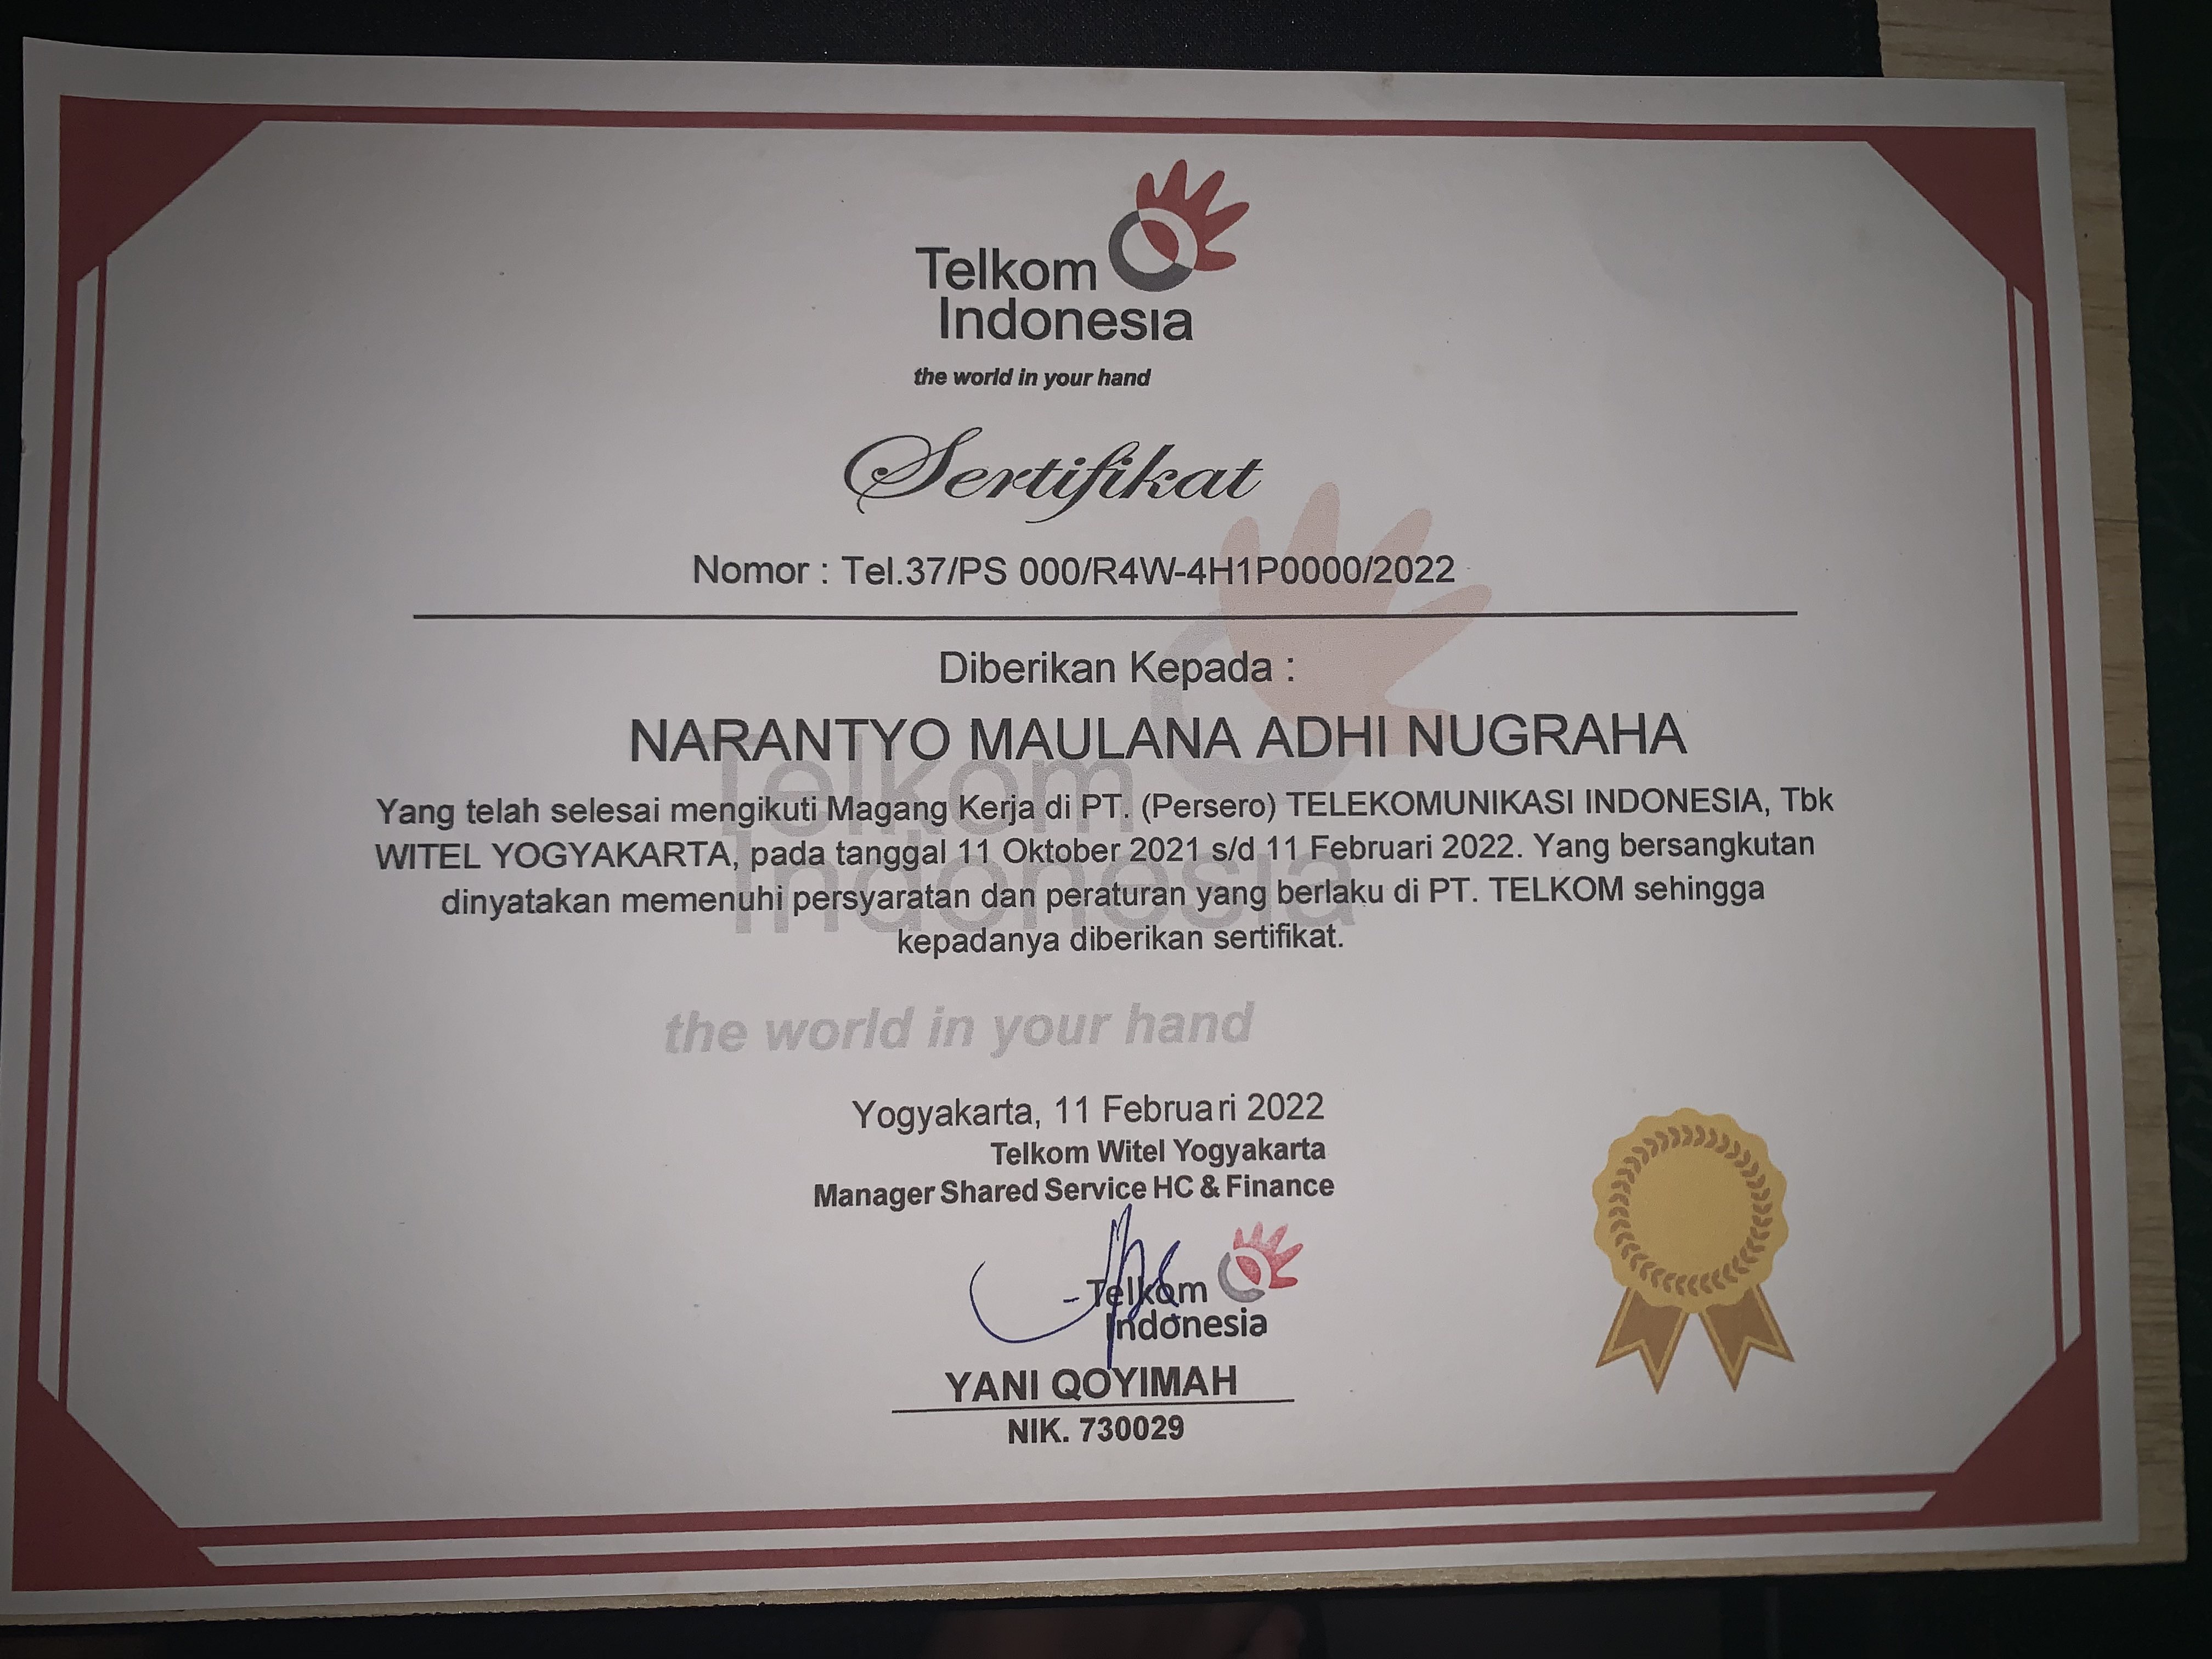 Telkom
Indonesia
the world in your hand
Sertifikat
Nomor : Tel.37/PS 000/R4W-4H1P0000/2022
Diberikan Kepada :
NARANTYO MAULANA ADHI NUGRAHA
Yang telah selesai mengikuti Magang Kerja di PT. (Persero) TELEKOMUNIKASI INDONESIA, Tbk
WITEL YOGYAKARTA, pada tanggal 11 Oktober 2021 s/d 11 Februari 2022. Yang bersangkutan
dinyatakan memenuhi persyaratan dan peraturan yang berlaku di PT. TELKOM sehingga
kepadanya diberikan sertifikat.
Telkom
Indonesia
the world in your hand
Yogyakarta, 11 Februari 2022
Telkom Witel Yogyakarta
Manager Shared Service HC & Finance
Telkom
Indonesia
YANI QOYIMAH
NIK. 730029